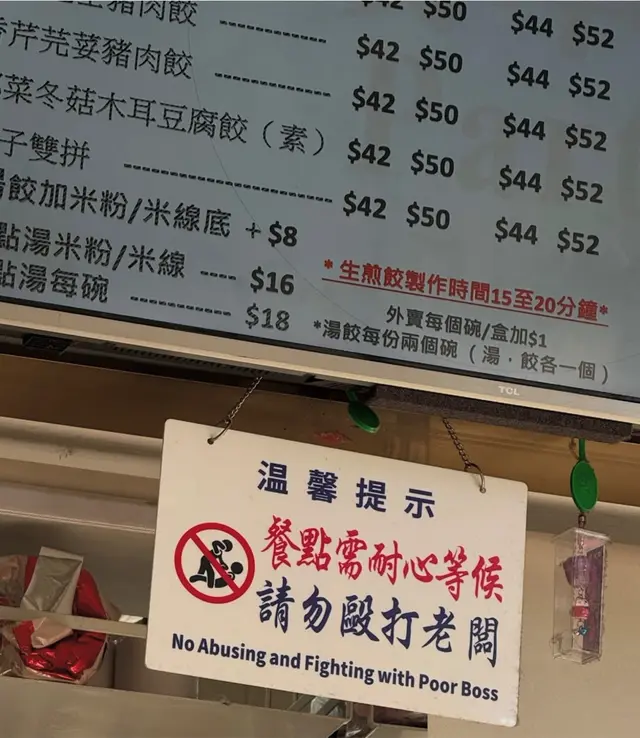 豬肉餃 $42 $50 $44 $52
芹芫荽豬肉餃 $42 $50 $44 $52
菜冬菇木耳豆腐餃（素） $42 $50 $44 $52
子雙拼 $42 $50 $44 $52
湯餃加米粉/米線底 + $8
點湯米粉/米線 $16
點湯每碗 $18
* 生煎餃製作時間15至20分鐘*
外賣每個碗/盒加$1
*湯餃每份兩個碗（湯．餃各一個）
TCL
溫馨提示
餐點需耐心等候
請勿毆打老闆
No Abusing and Fighting with Poor Boss